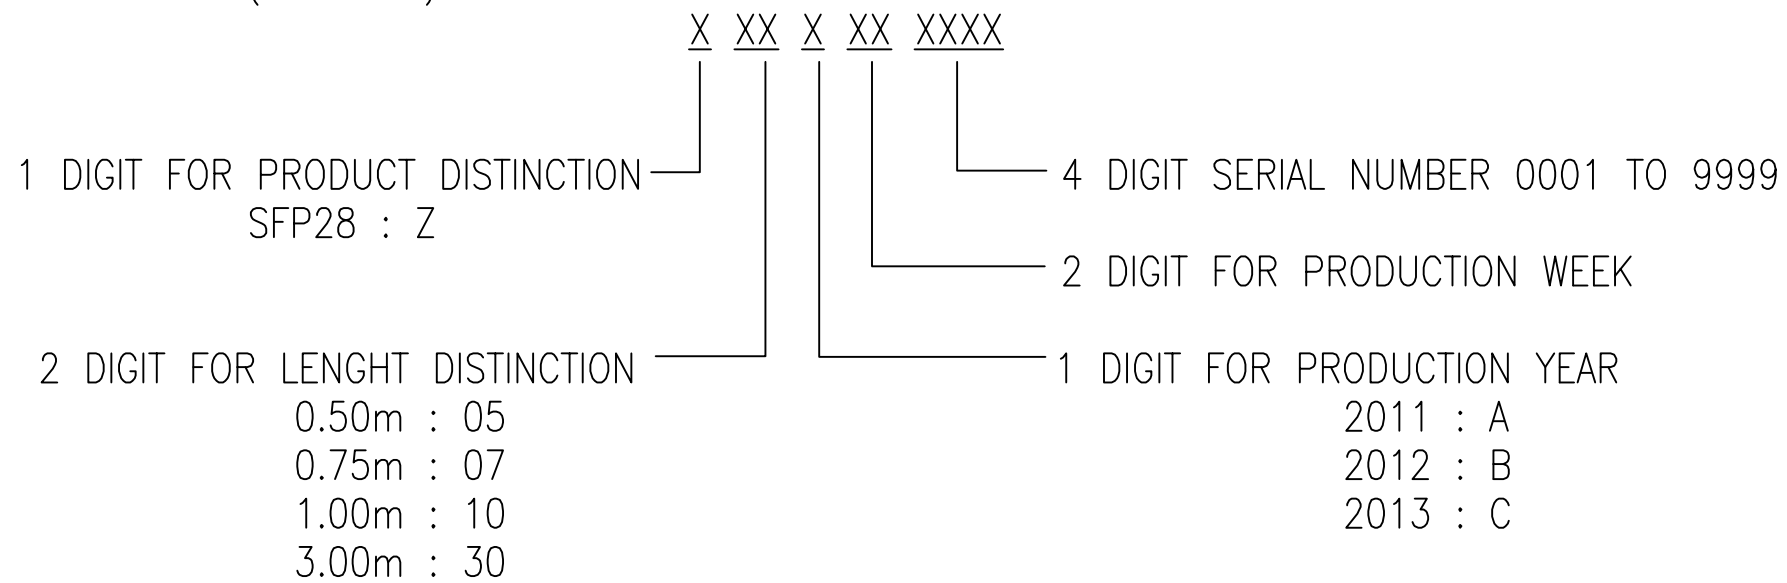 X XX X XX XXXX
1 DIGIT FOR PRODUCT DISTINCTION
SFP28 : Z
4 DIGIT SERIAL NUMBER 0001 TO 9999
2 DIGIT FOR PRODUCTION WEEK
2 DIGIT FOR LENGHT DISTINCTION
0.50m : 05
0.75m : 07
1.00m : 10
3.00m : 30
1 DIGIT FOR PRODUCTION YEAR
2011 : A
2012 : B
2013 : C